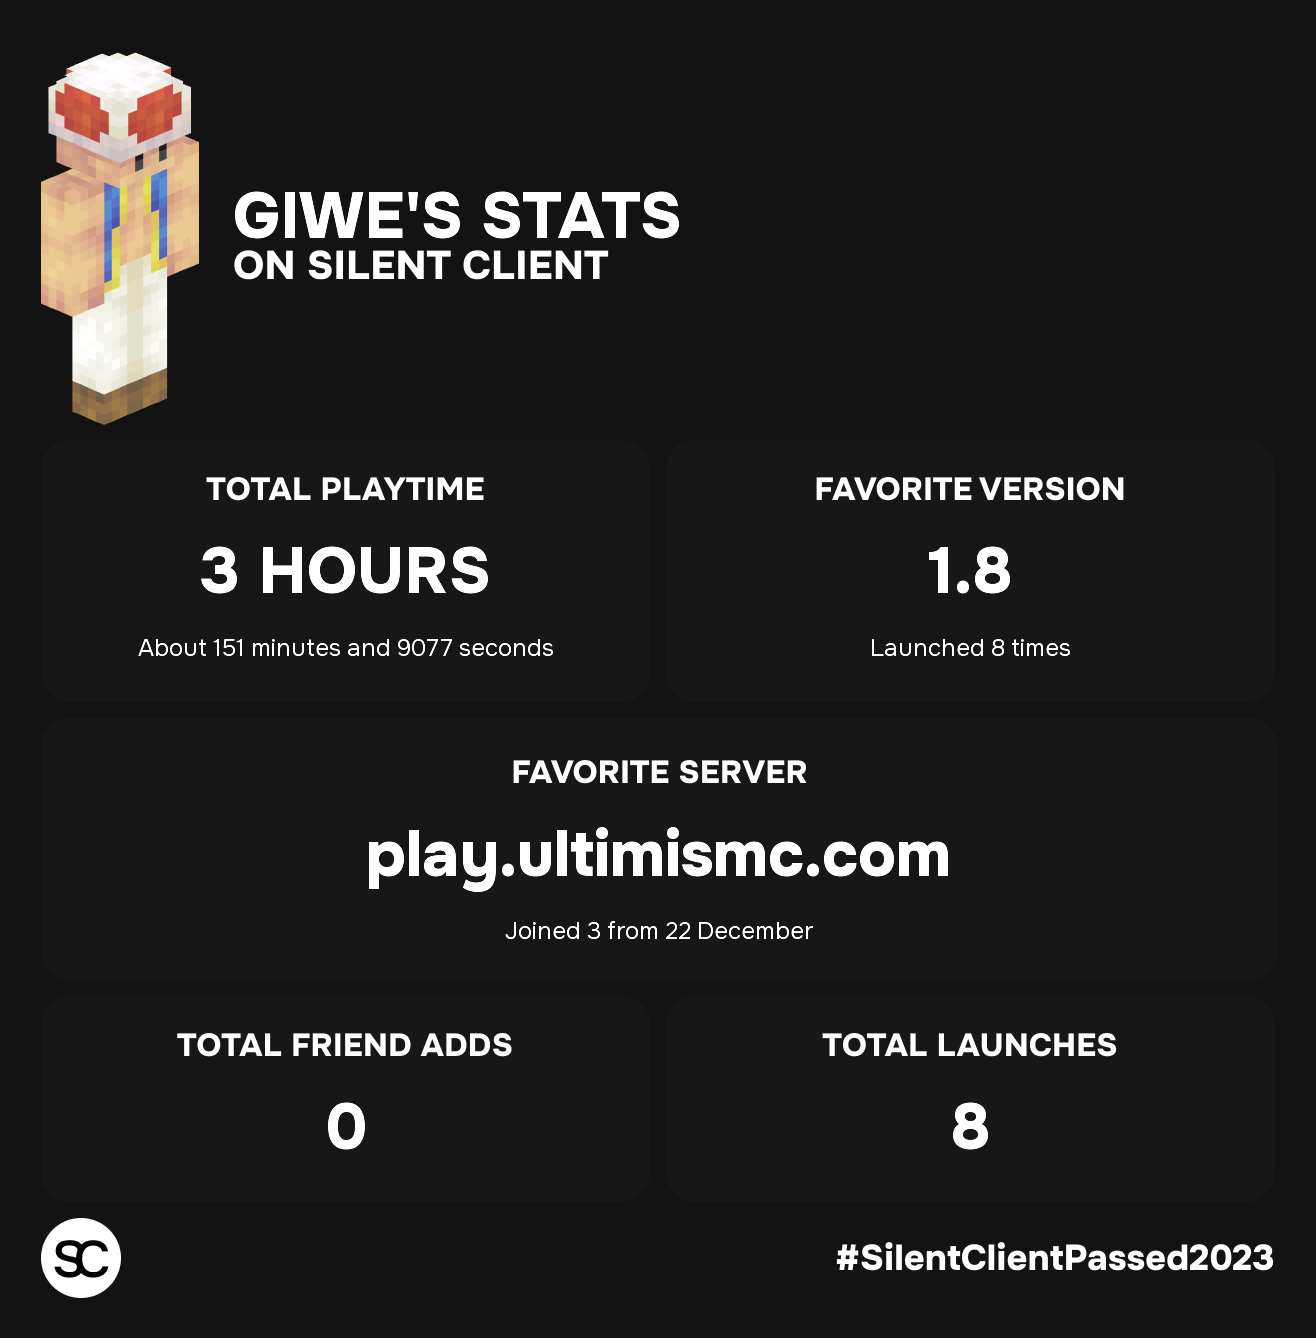 GIWE'S STATS
ON SILENT CLIENT
TOTAL PLAYTIME
3 HOURS
About 151 minutes and 9077 seconds
FAVORITE VERSION
1.8
Launched 8 times
FAVORITE SERVER
play.ultimismc.com
Joined 3 from 22 December
TOTAL FRIEND ADDS
0
TOTAL LAUNCHES
8
SC
#SilentClientPassed2023